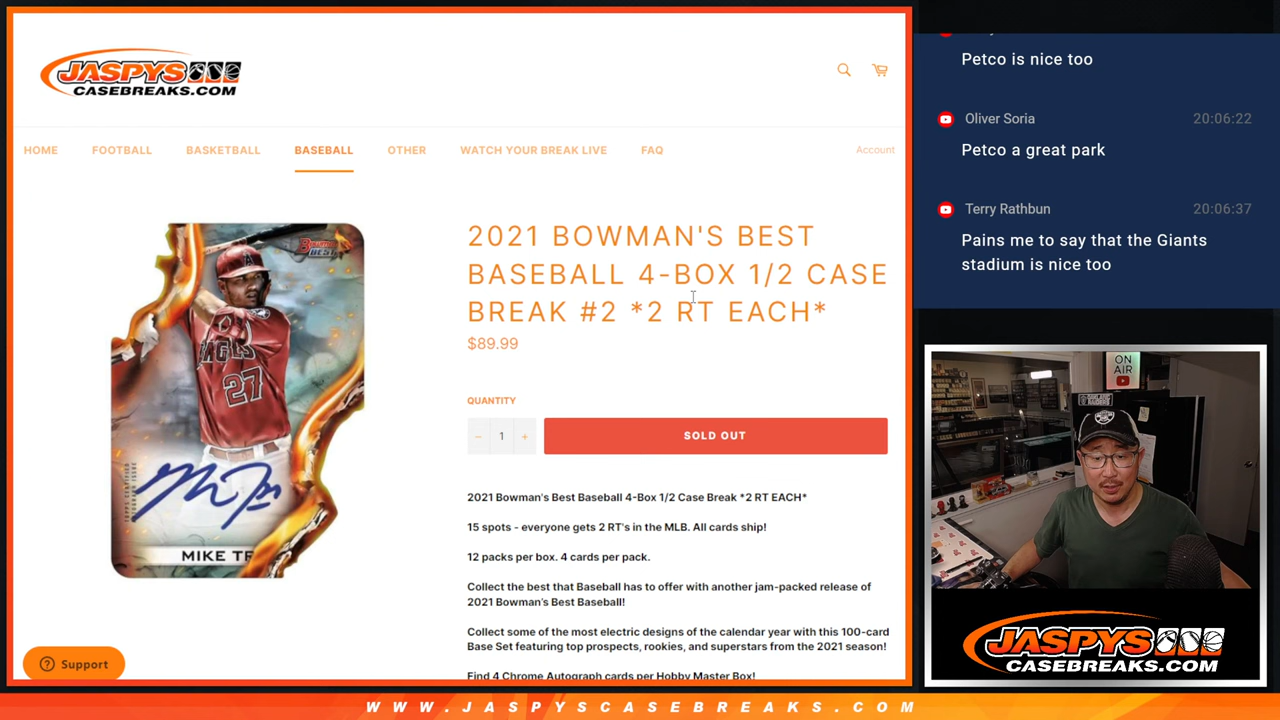 JASPYS
CASEBREAKS.COM
HOME
FOOTBALL
BASKETBALL
BASEBALL
OTHER
WATCH YOUR BREAK LIVE
FAQ
Account
BOWMAN'S
BEST
ANGELS
27
TOPPS CERTIFIED
AUTOGRAPH ISSUE
MIKE TR
2021 BOWMAN'S BEST
BASEBALL 4-BOX 1/2 CASE
BREAK #2 *2 RT EACH*
$89.99
QUANTITY
− 1 +
SOLD OUT
2021 Bowman's Best Baseball 4-Box 1/2 Case Break *2 RT EACH*
15 spots - everyone gets 2 RT's in the MLB. All cards ship!
12 packs per box. 4 cards per pack.
Collect the best that Baseball has to offer with another jam-packed release of
2021 Bowman's Best Baseball!
Collect some of the most electric designs of the calendar year with this 100-card
Base Set featuring top prospects, rookies, and superstars from the 2021 season!
Find 4 Chrome Autograph cards per Hobby Master Box!
Support
Petco is nice too
Oliver Soria 20:06:22
Petco a great park
Terry Rathbun 20:06:37
Pains me to say that the Giants
stadium is nice too
ON
AIR
JASPYS
CASEBREAKS.COM
WWW.JASPYSCASEBREAKS.COM